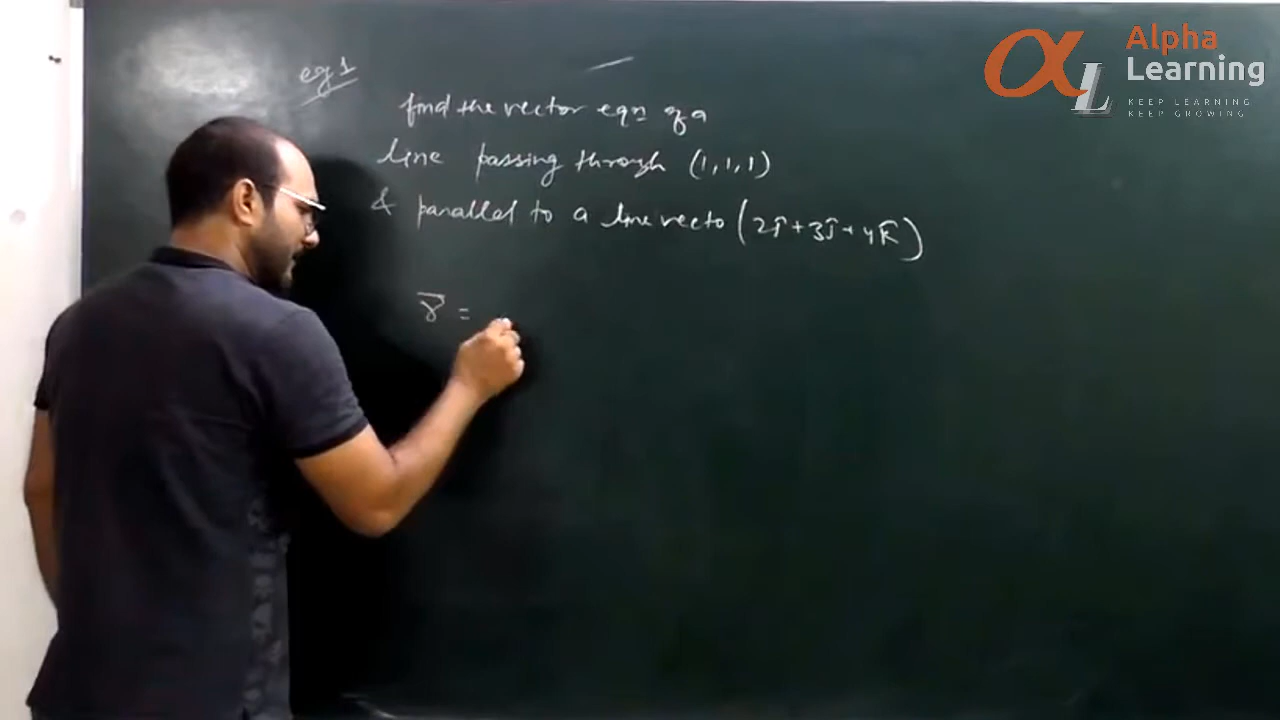 eg 1
find the vector eqn of a
line passing through (1,1,1)
& parallel to a line vecto (2î + 3ĵ + 4k̄)
r̄ =
Alpha
Learning
KEEP LEARNING
KEEP GROWING